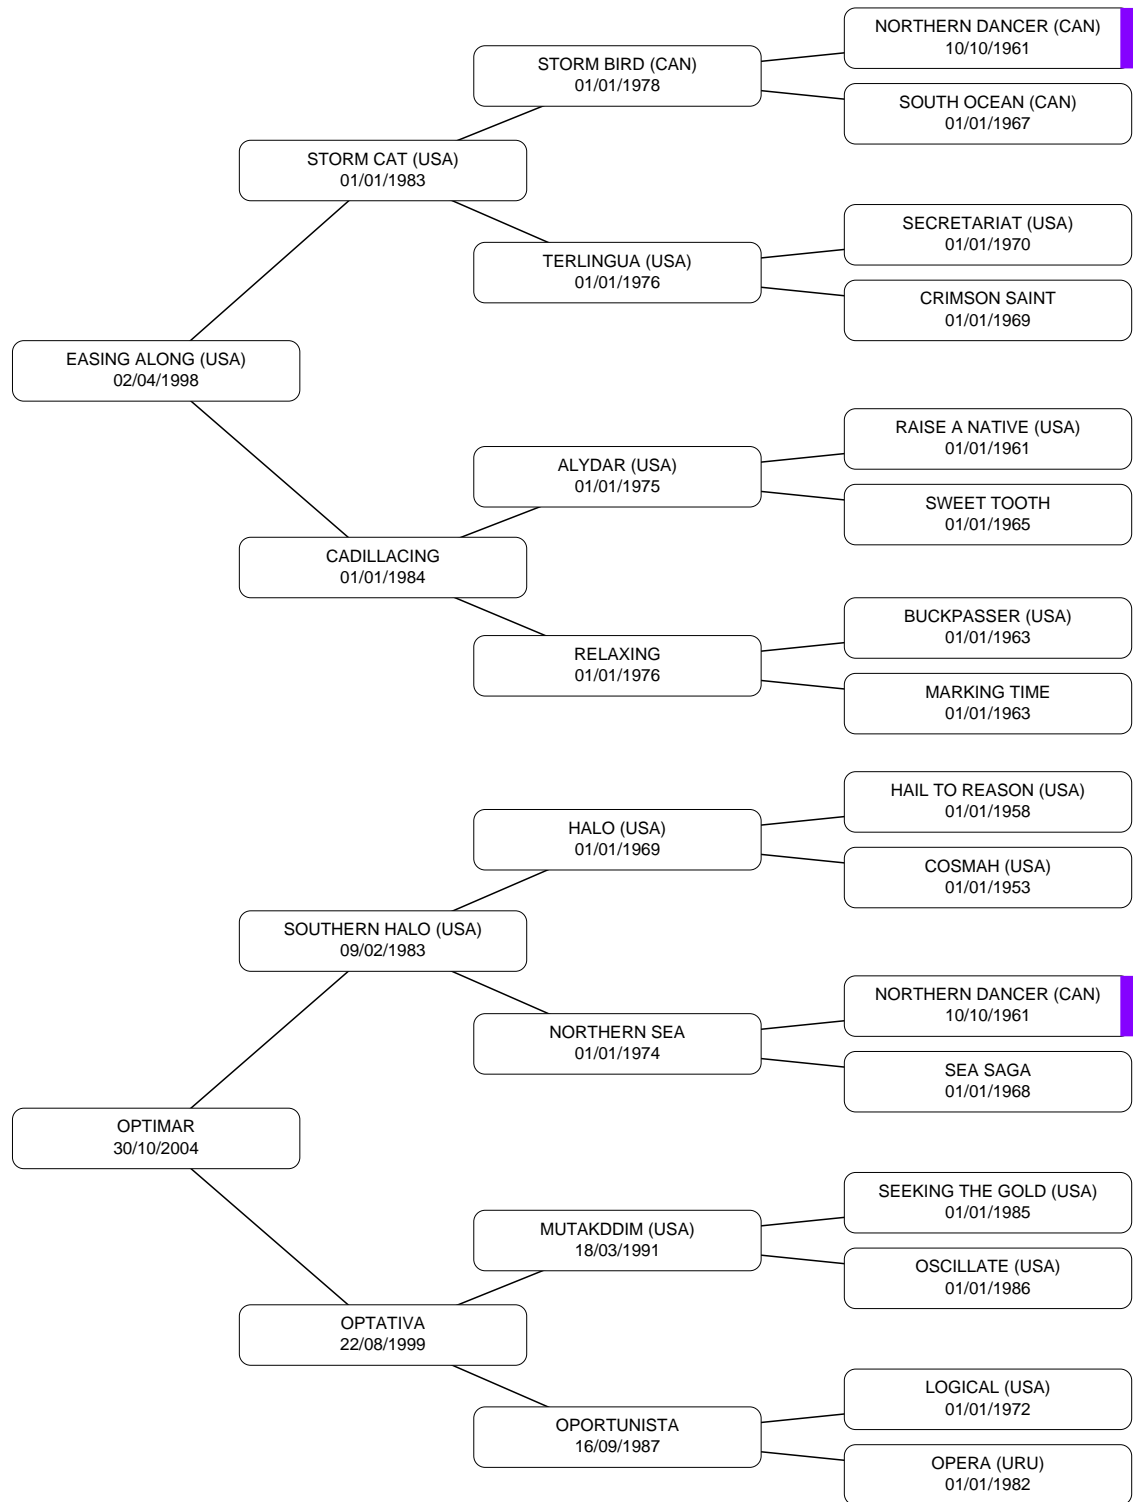 NORTHERN DANCER (CAN)
10/10/1961
STORM BIRD (CAN)
01/01/1978
SOUTH OCEAN (CAN)
01/01/1967
STORM CAT (USA)
01/01/1983
SECRETARIAT (USA)
01/01/1970
TERLINGUA (USA)
01/01/1976
CRIMSON SAINT
01/01/1969
EASING ALONG (USA)
02/04/1998
RAISE A NATIVE (USA)
01/01/1961
ALYDAR (USA)
01/01/1975
SWEET TOOTH
01/01/1965
CADILLACING
01/01/1984
BUCKPASSER (USA)
01/01/1963
RELAXING
01/01/1976
MARKING TIME
01/01/1963
HAIL TO REASON (USA)
01/01/1958
HALO (USA)
01/01/1969
COSMAH (USA)
01/01/1953
SOUTHERN HALO (USA)
09/02/1983
NORTHERN DANCER (CAN)
10/10/1961
NORTHERN SEA
01/01/1974
SEA SAGA
01/01/1968
OPTIMAR
30/10/2004
SEEKING THE GOLD (USA)
01/01/1985
MUTAKDDIM (USA)
18/03/1991
OSCILLATE (USA)
01/01/1986
OPTATIVA
22/08/1999
LOGICAL (USA)
01/01/1972
OPORTUNISTA
16/09/1987
OPERA (URU)
01/01/1982